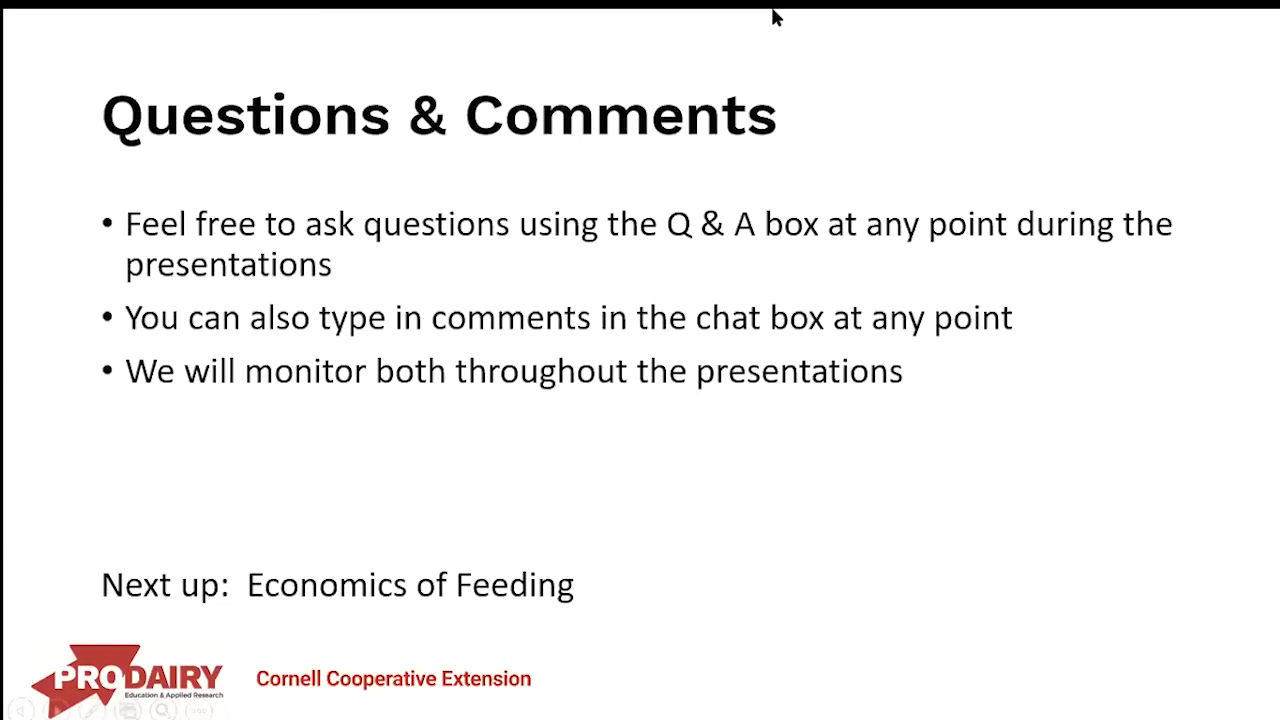 Questions & Comments
• Feel free to ask questions using the Q & A box at any point during the
presentations
• You can also type in comments in the chat box at any point
• We will monitor both throughout the presentations
Next up:  Economics of Feeding
PRODAIRY
Education & Applied Research
Cornell Cooperative Extension